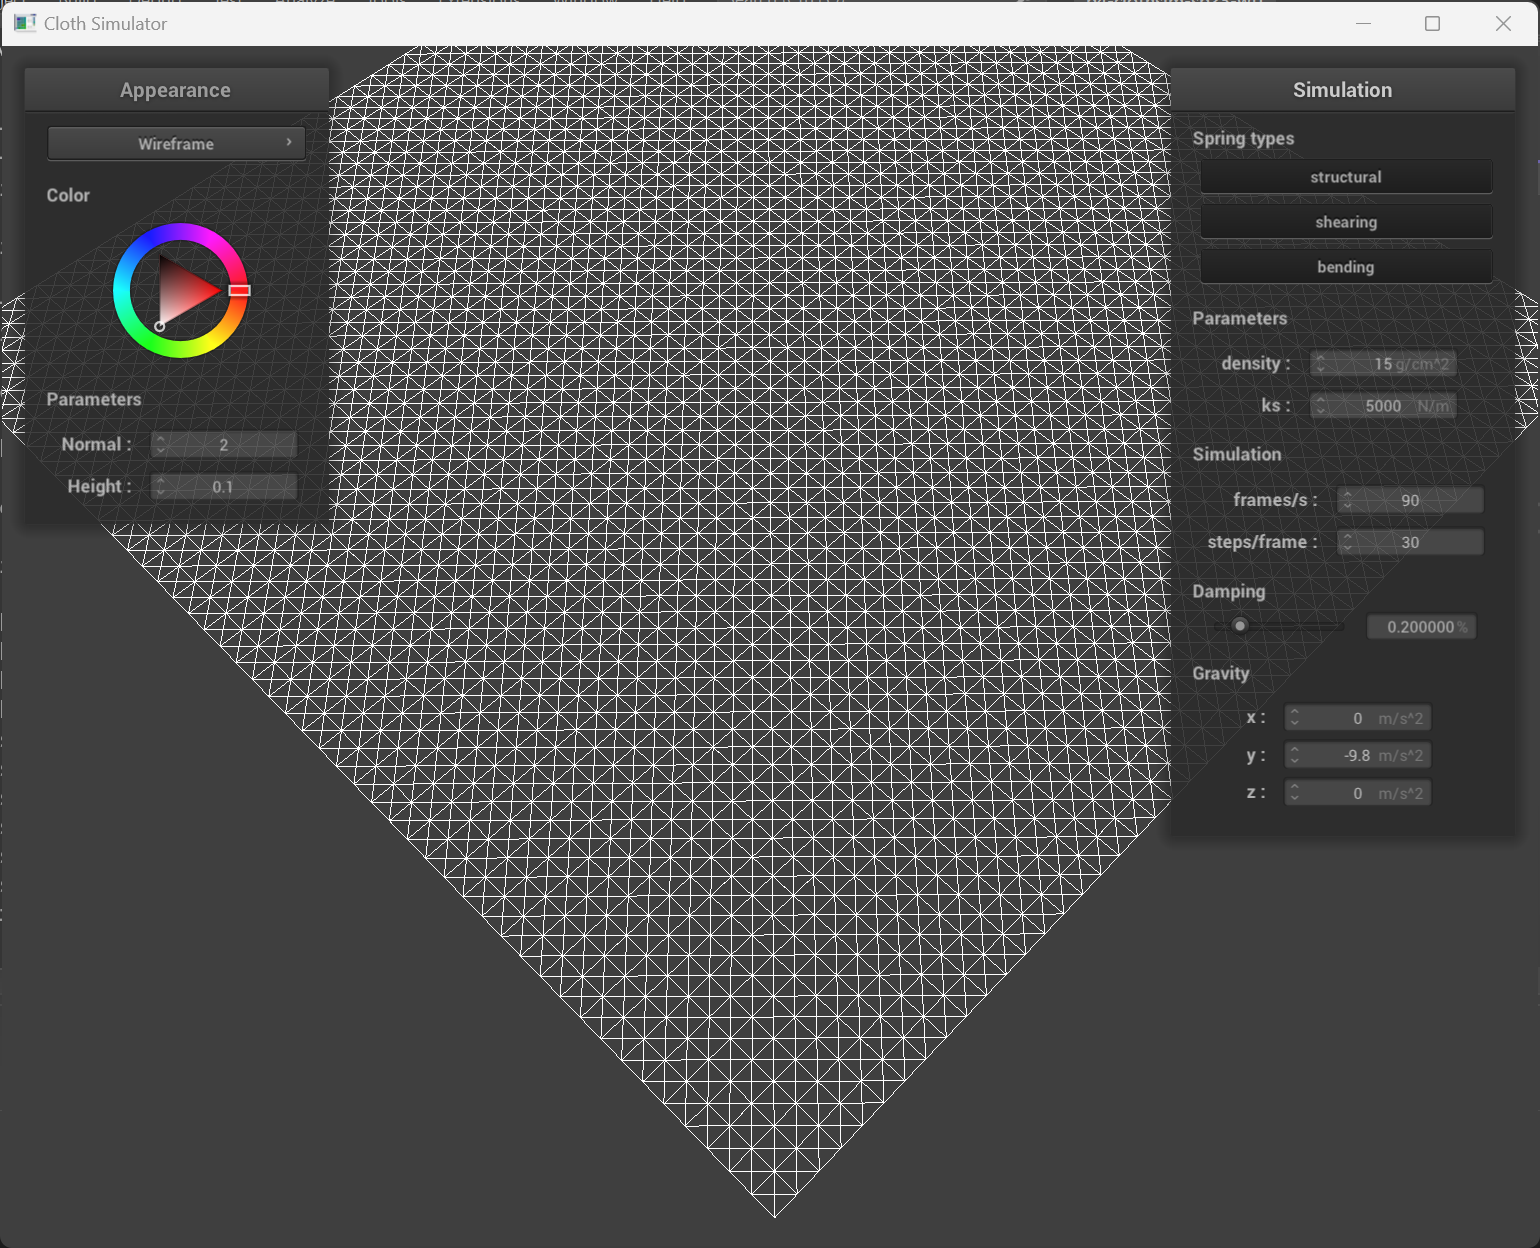 Cloth Simulator
Appearance
Wireframe
Color
Parameters
Normal : 2
Height : 0.1
Simulation
Spring types
structural
shearing
bending
Parameters
density : 15 g/cm^2
ks : 5000 N/m
Simulation
frames/s : 90
steps/frame : 30
Damping
0.200000 %
Gravity
x : 0 m/s^2
y : -9.8 m/s^2
z : 0 m/s^2